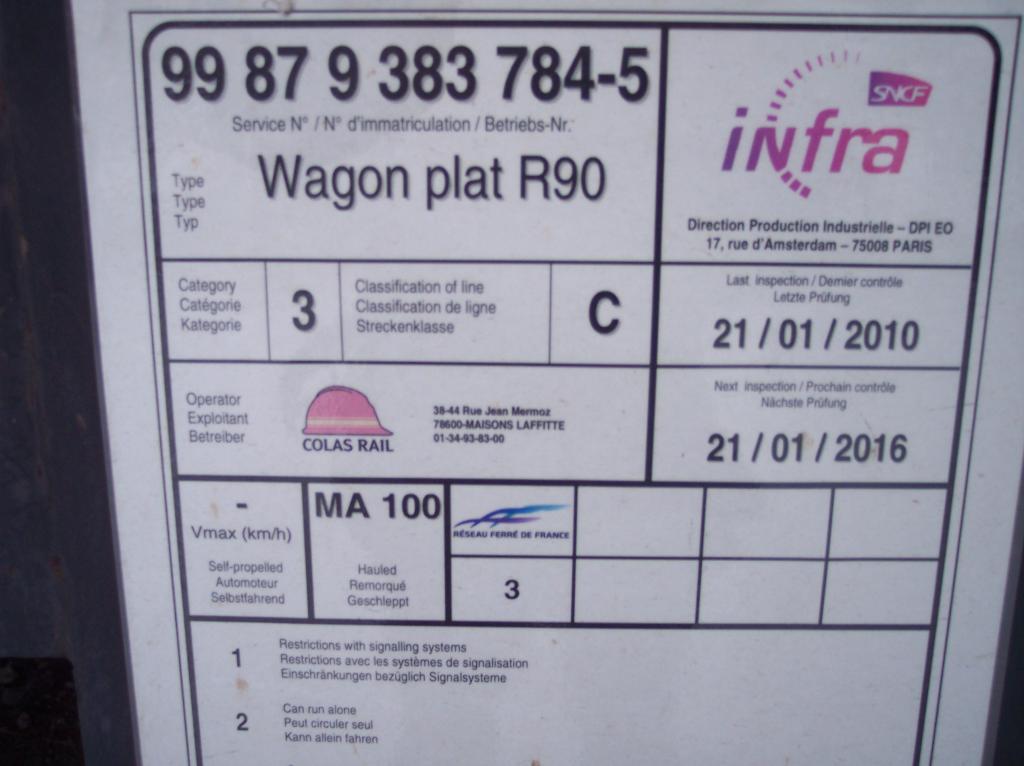 99 87 9 383 784-5
Service N° / N° d'immatriculation / Betriebs-Nr.
Type
Type
Typ
Wagon plat R90
SNCF
infra
Direction Production Industrielle – DPI EO
17, rue d'Amsterdam – 75008 PARIS
Category
Catégorie
Kategorie
3
Classification of line
Classification de ligne
Streckenklasse
C
Last inspection / Dernier contrôle
Letzte Prüfung
21 / 01 / 2010
Operator
Exploitant
Betreiber
COLAS RAIL
38-44 Rue Jean Mermoz
78600-MAISONS LAFFITTE
01-34-93-83-00
Next inspection / Prochain contrôle
Nächste Prüfung
21 / 01 / 2016
-
Vmax (km/h)
Self-propelled
Automoteur
Selbstfahrend
MA 100
Hauled
Remorqué
Geschleppt
RÉSEAU FERRÉ DE FRANCE
3
1
Restrictions with signalling systems
Restrictions avec les systèmes de signalisation
Einschränkungen bezüglich Signalsysteme
2
Can run alone
Peut circuler seul
Kann allein fahren